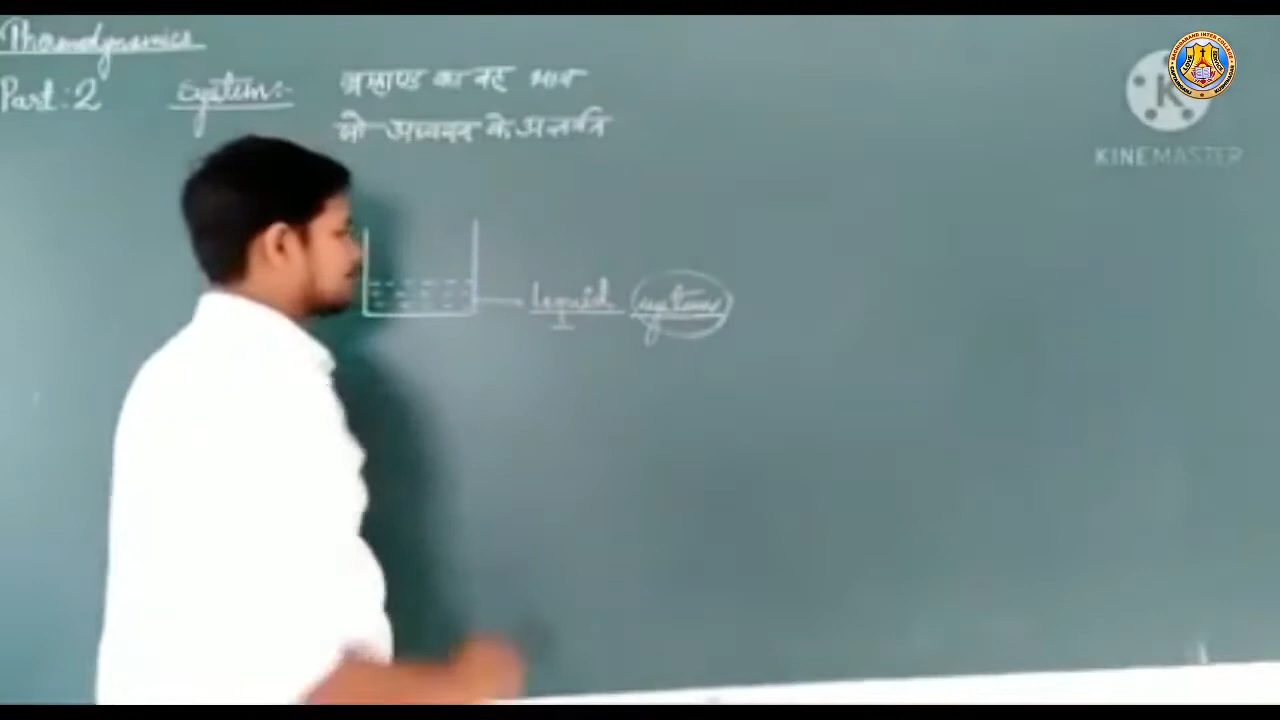 Thermodynamics
Part:2
System:-
ब्रह्माण्ड का वह भाग
जो अध्ययन के अन्तर्गत
liquid system
KINEMASTER